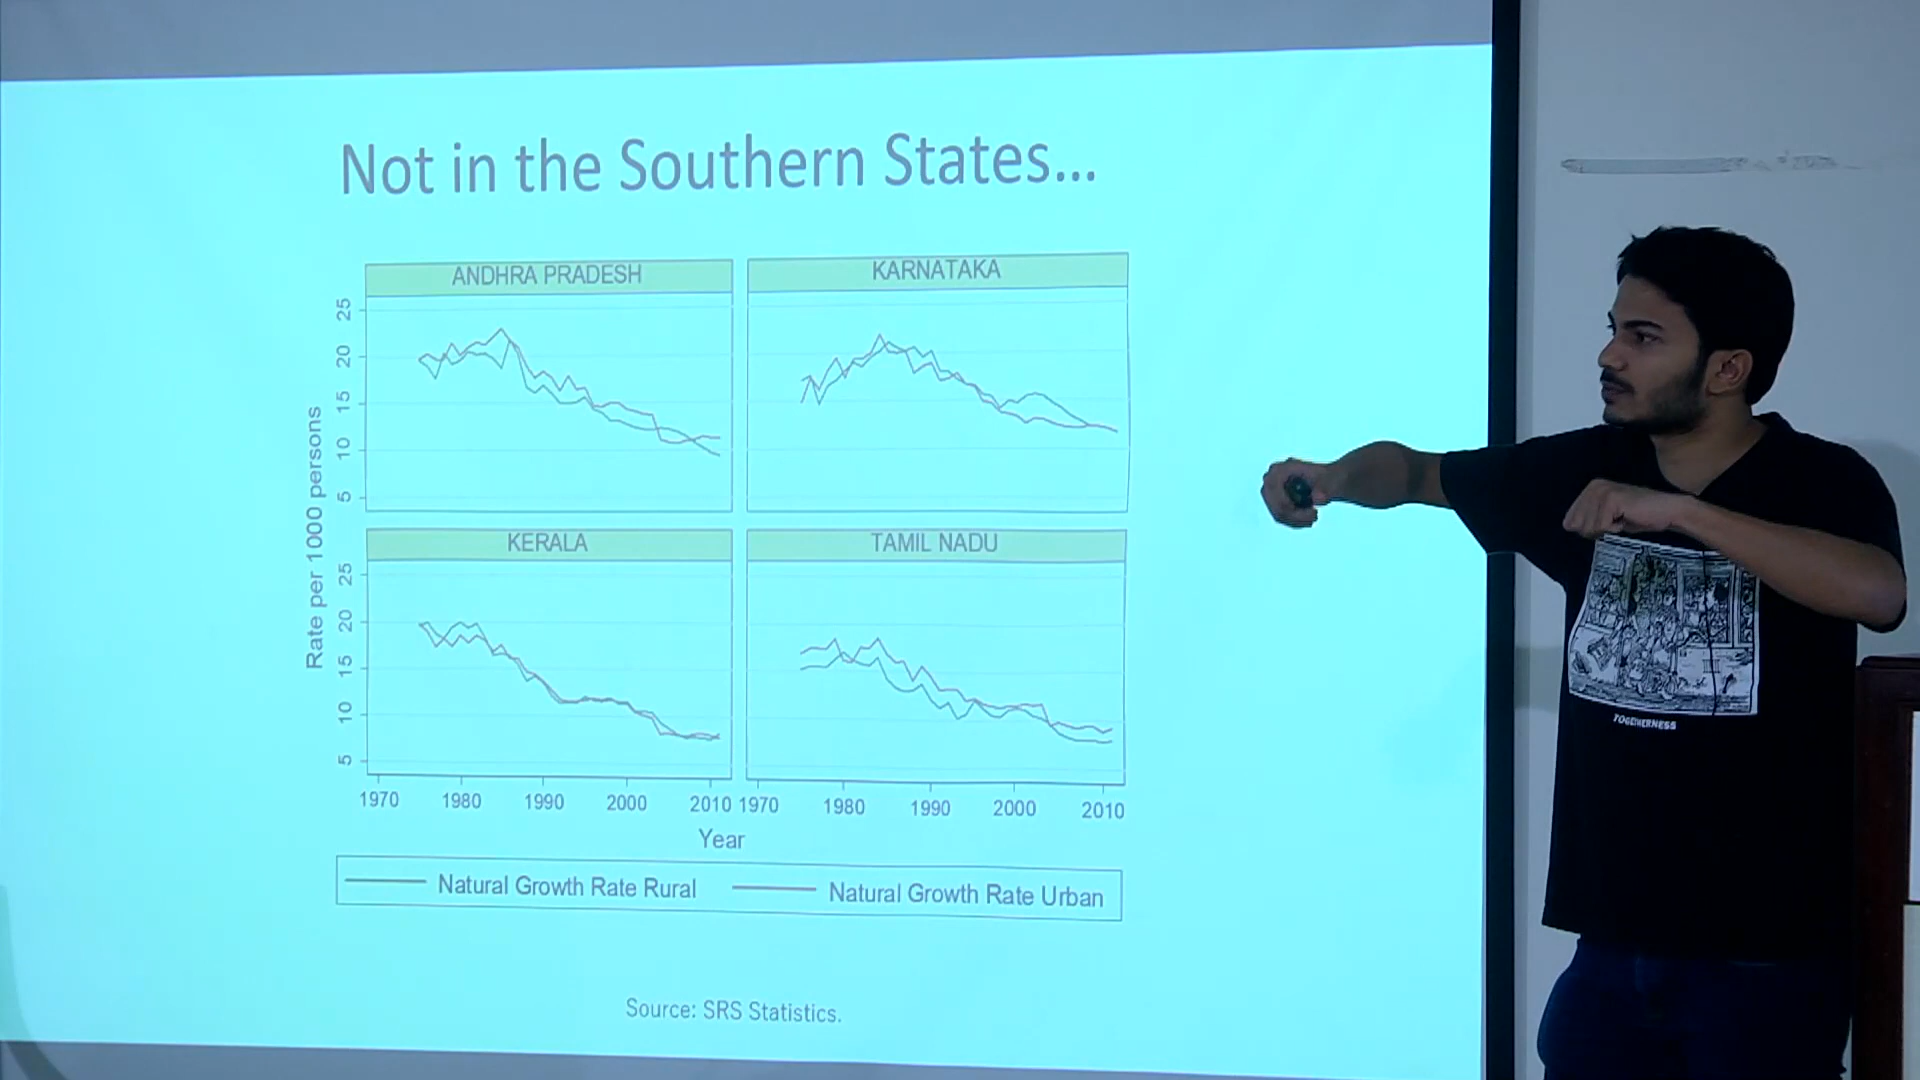 Not in the Southern States...
ANDHRA PRADESH
KARNATAKA
25
20
15
10
5
Rate per 1000 persons
KERALA
TAMIL NADU
25
20
15
10
5
1970 1980 1990 2000 2010 1970 1980 1990 2000 2010
Year
Natural Growth Rate Rural Natural Growth Rate Urban
Source: SRS Statistics.
TOGETHERNESS